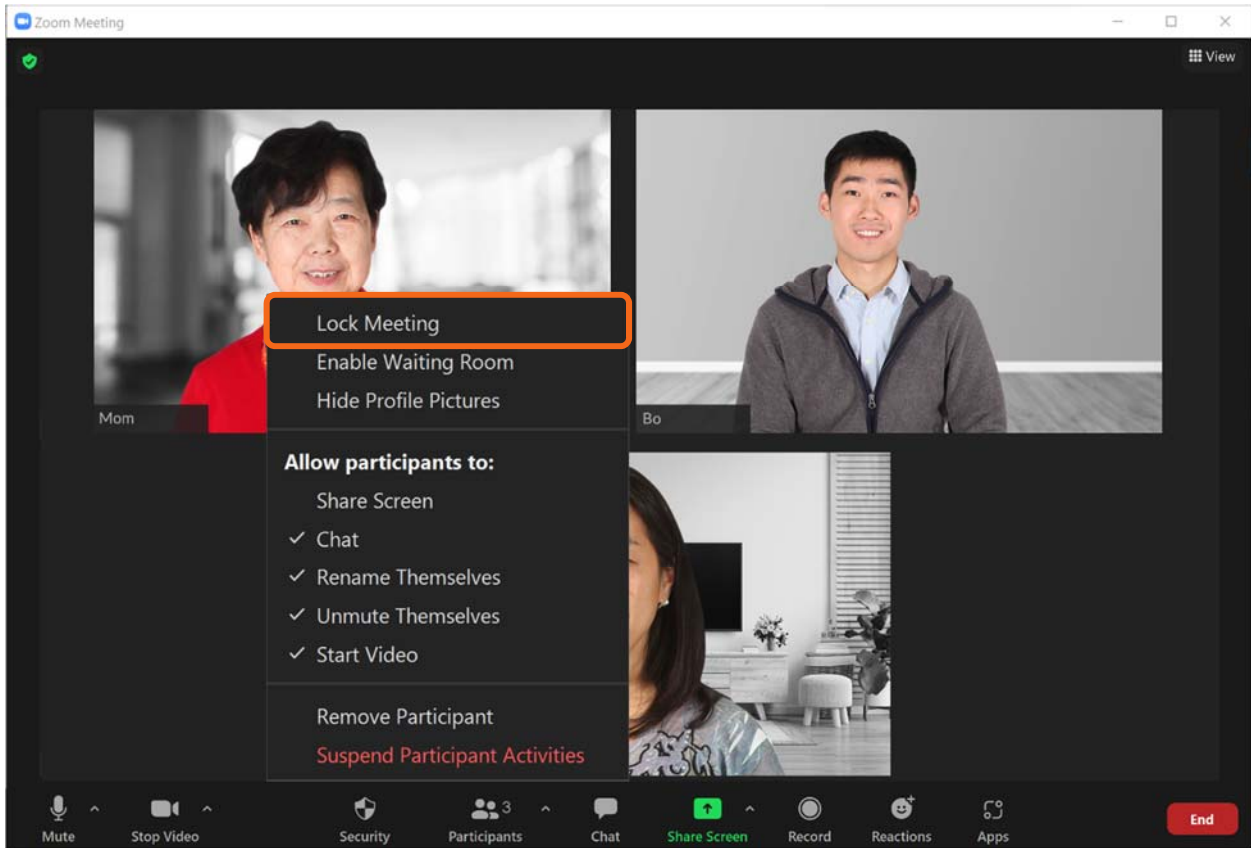 Zoom Meeting
View
Mom
Bo
Lock Meeting
Enable Waiting Room
Hide Profile Pictures
Allow participants to:
Share Screen
Chat
Rename Themselves
Unmute Themselves
Start Video
Remove Participant
Suspend Participant Activities
Mute
Stop Video
Security
3
Participants
Chat
Share Screen
Record
Reactions
Apps
End